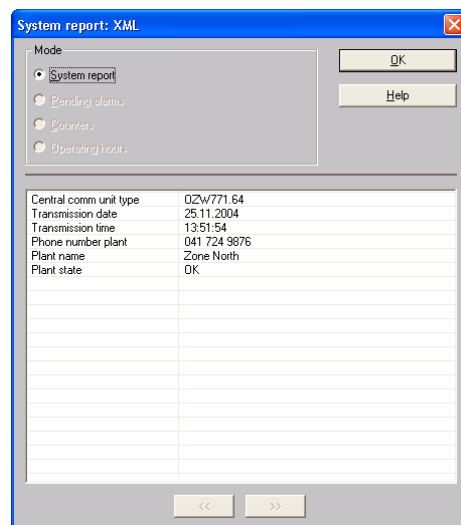 System report: XML
Mode
System report
Pending alarms
Counters
Operating hours
OK
Help
Central comm unit type OZW771.64
Transmission date 25.11.2004
Transmission time 13:51:54
Phone number plant 041 724 9876
Plant name Zone North
Plant state OK
<< >>